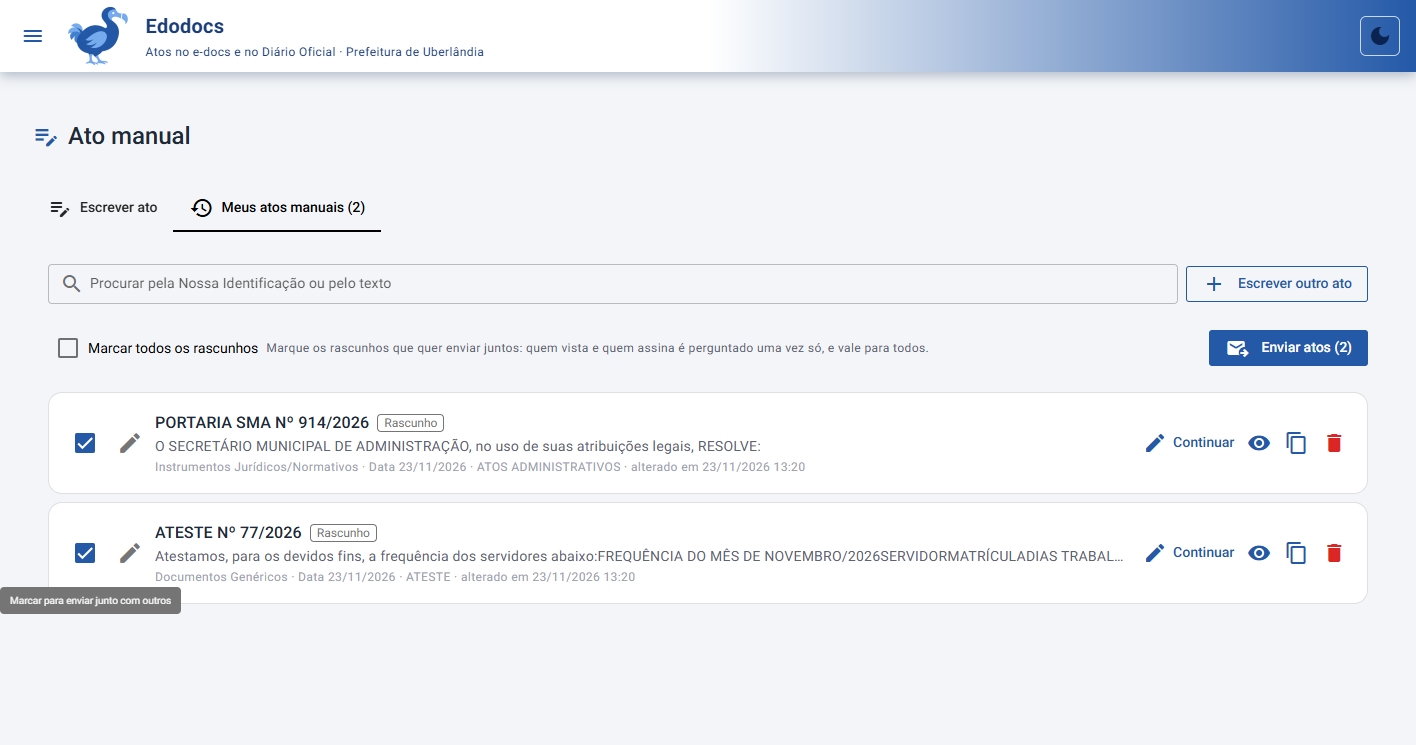 Edodocs
Atos no e-docs e no Diário Oficial · Prefeitura de Uberlândia
Ato manual
Escrever ato
Meus atos manuais (2)
Procurar pela Nossa Identificação ou pelo texto
Escrever outro ato
Marcar todos os rascunhos
Marque os rascunhos que quer enviar juntos: quem vista e quem assina é perguntado uma vez só, e vale para todos.
Enviar atos (2)
PORTARIA SMA Nº 914/2026 Rascunho
O SECRETÁRIO MUNICIPAL DE ADMINISTRAÇÃO, no uso de suas atribuições legais, RESOLVE:
Instrumentos Jurídicos/Normativos · Data 23/11/2026 · ATOS ADMINISTRATIVOS · alterado em 23/11/2026 13:20
Continuar
ATESTE Nº 77/2026 Rascunho
Atestamos, para os devidos fins, a frequência dos servidores abaixo:FREQUÊNCIA DO MÊS DE NOVEMBRO/2026SERVIDORMATRÍCULADIAS TRABAL…
Documentos Genéricos · Data 23/11/2026 · ATESTE · alterado em 23/11/2026 13:20
Continuar
Marcar para enviar junto com outros